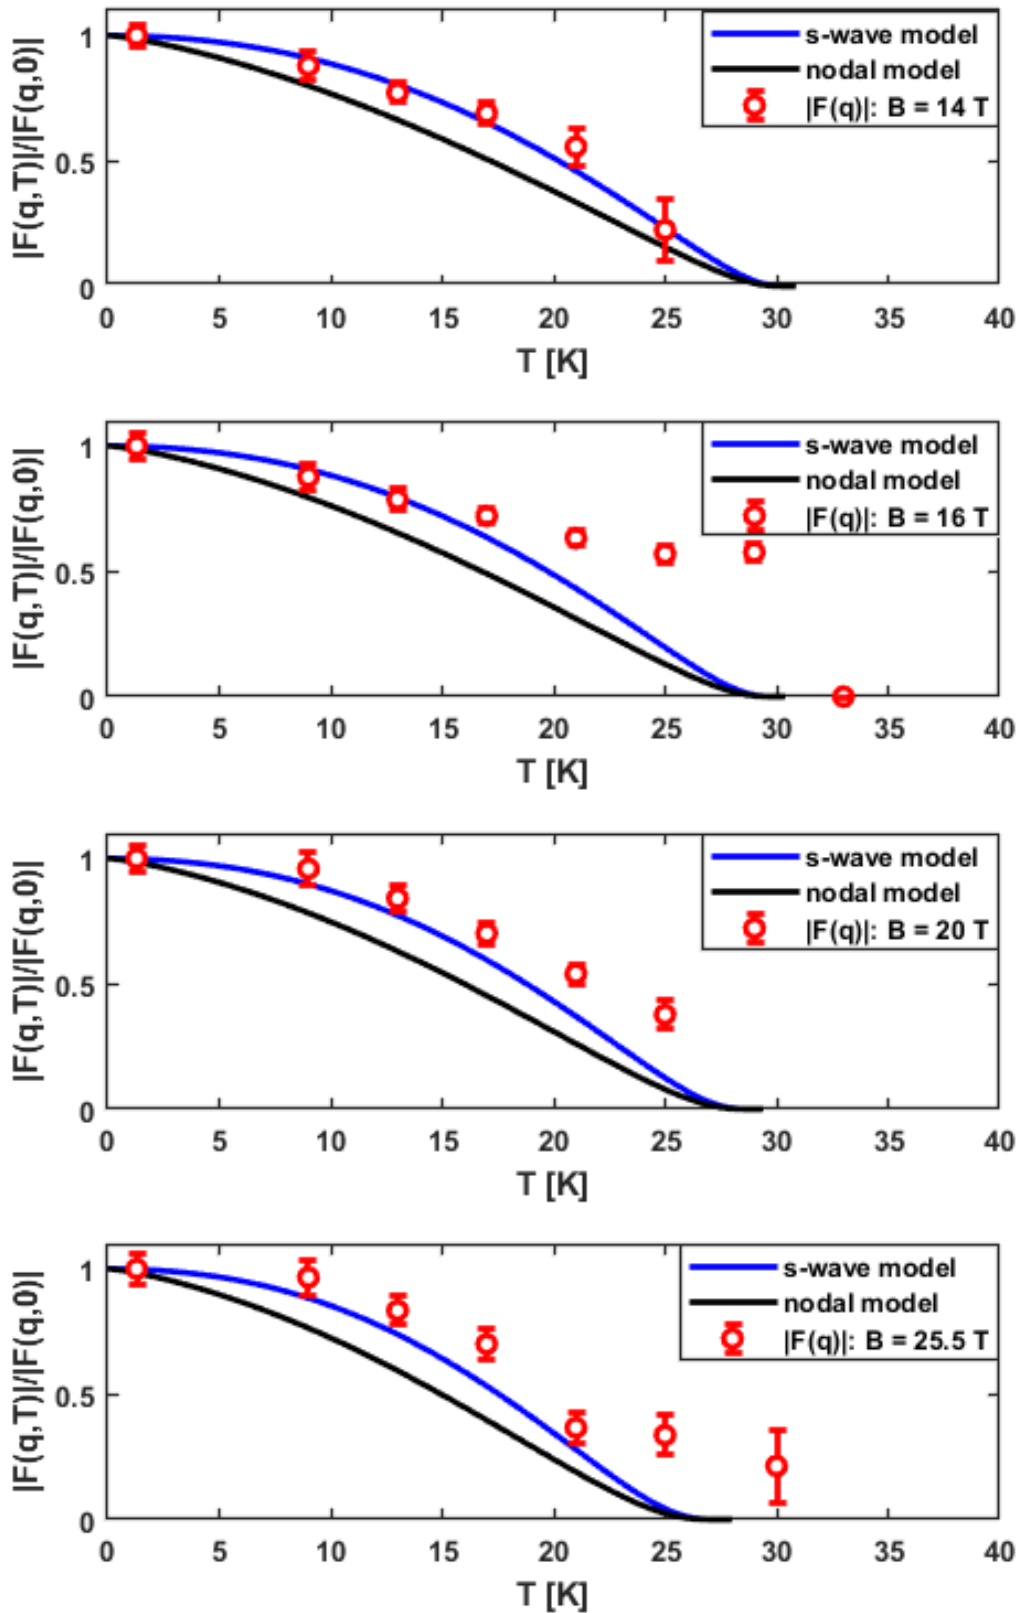 |F(q,T)|/|F(q,0)|
1
0.5
0
s-wave model
nodal model
|F(q)|: B = 14 T
0 5 10 15 20 25 30 35 40
T [K]
|F(q,T)|/|F(q,0)|
1
0.5
0
s-wave model
nodal model
|F(q)|: B = 16 T
0 5 10 15 20 25 30 35 40
T [K]
|F(q,T)|/|F(q,0)|
1
0.5
0
s-wave model
nodal model
|F(q)|: B = 20 T
0 5 10 15 20 25 30 35 40
T [K]
|F(q,T)|/|F(q,0)|
1
0.5
0
s-wave model
nodal model
|F(q)|: B = 25.5 T
0 5 10 15 20 25 30 35 40
T [K]